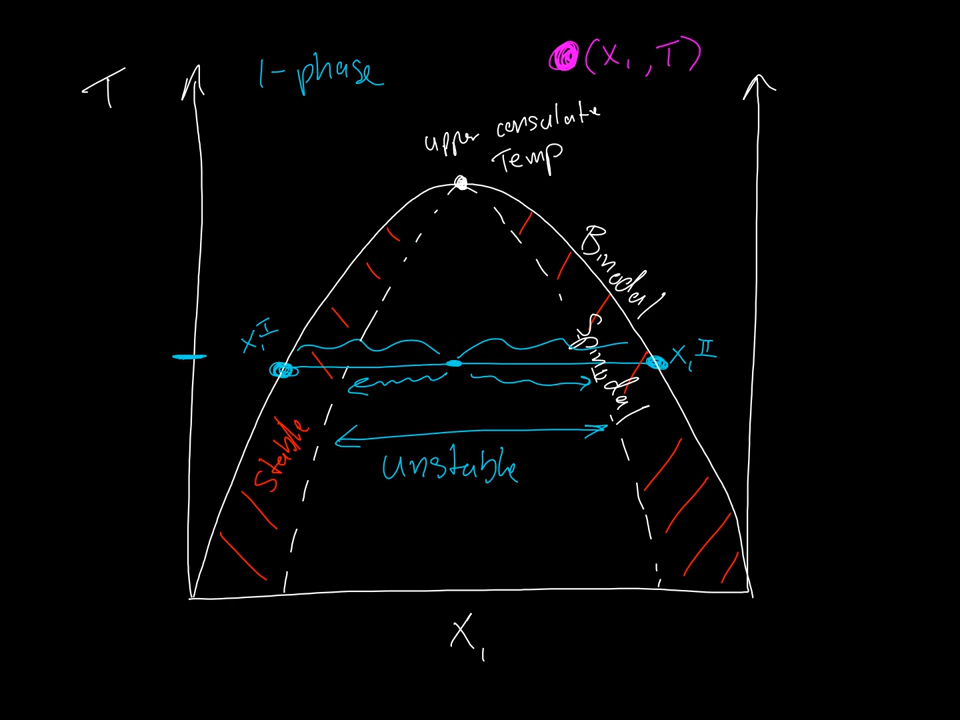 T
1-phase
(x₁, T)
upper consulate
Temp
Binodal
Spinodal
x₁ᴵ
x₁ᴵᴵ
Stable
unstable
X₁